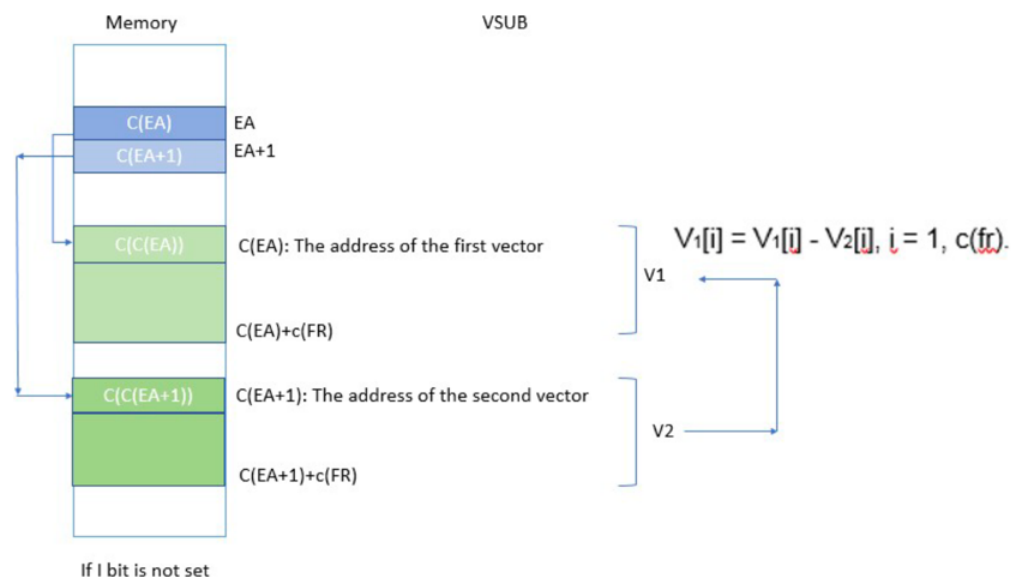 Memory
VSUB
C(EA)
EA
C(EA+1)
EA+1
C(C(EA))
C(EA): The address of the first vector
V₁[i] = V₁[i] - V₂[i], i = 1, c(fr).
V1
C(EA)+c(FR)
C(C(EA+1))
C(EA+1): The address of the second vector
V2
C(EA+1)+c(FR)
If I bit is not set